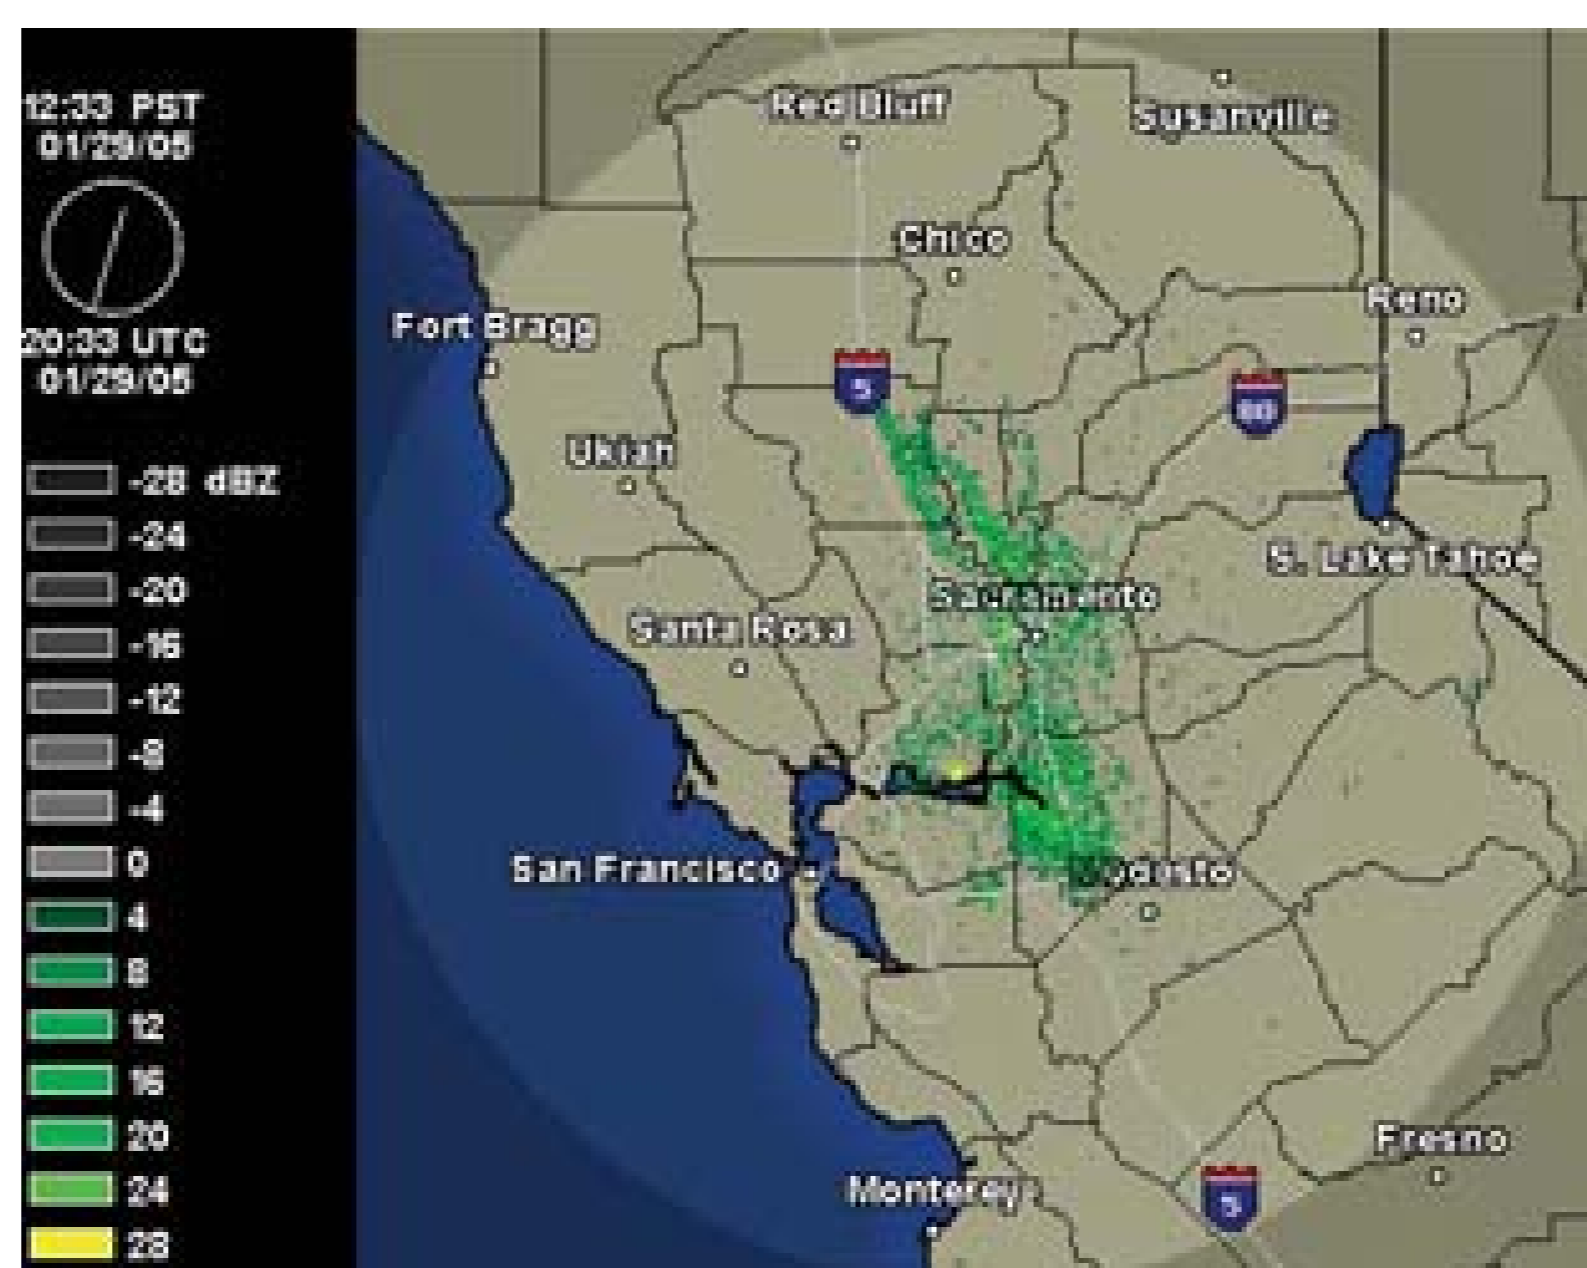 12:33 PST
01/29/05
20:33 UTC
01/29/05
-28 dBZ
-24
-20
-16
-12
-8
-4
0
4
8
12
16
20
24
28
Red Bluff
Susanville
Chico
Reno
Fort Bragg
5
80
Ukiah
S. Lake Tahoe
Sacramento
Santa Rosa
San Francisco
Modesto
Fresno
Monterey
5